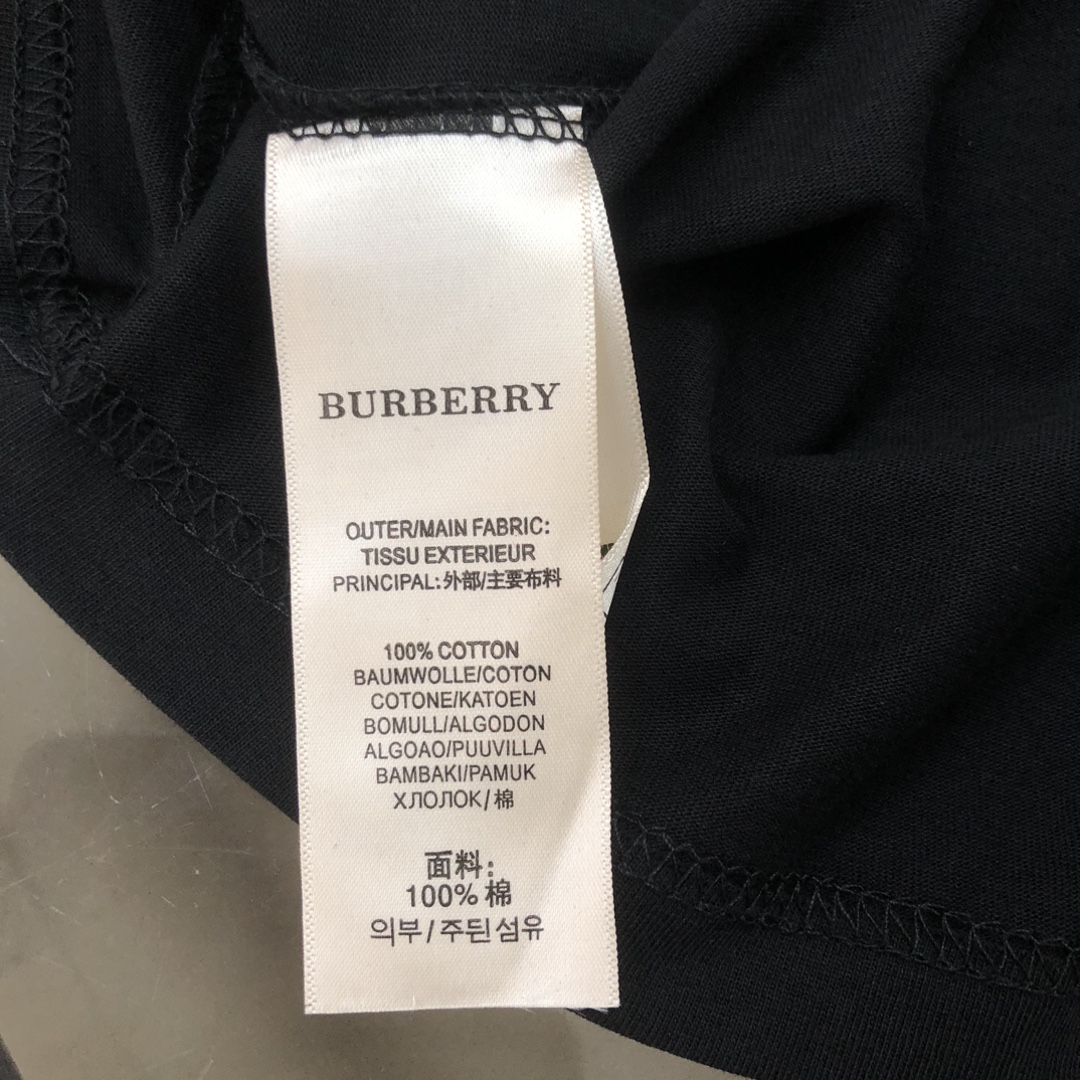 BURBERRY
OUTER/MAIN FABRIC:
TISSU EXTERIEUR
PRINCIPAL:外部/主要布料
100% COTTON
BAUMWOLLE/COTON
COTONE/KATOEN
BOMULL/ALGODON
ALGOAO/PUUVILLA
BAMBAKI/PAMUK
ХЛОЛОК/棉
面料:
100% 棉
의부/주된섬유